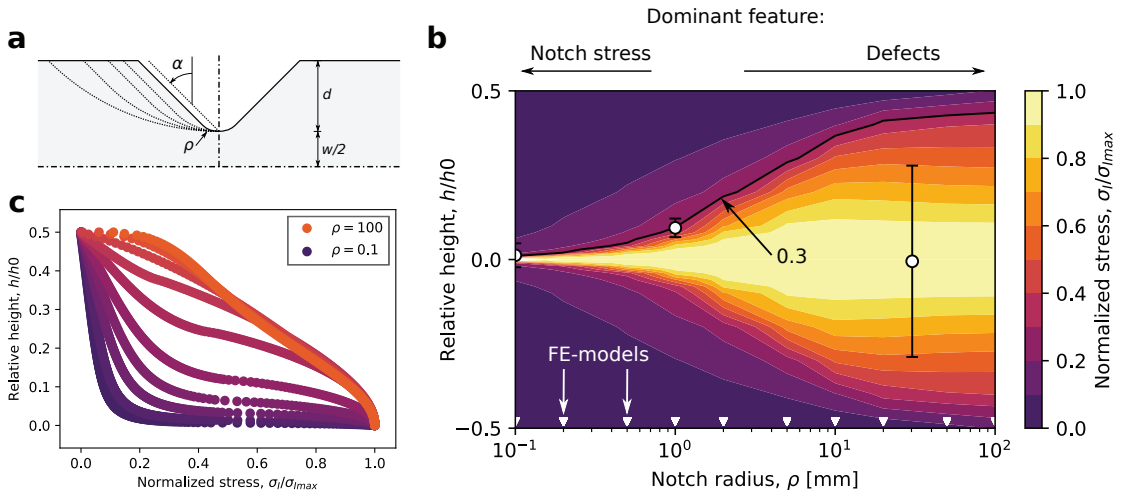 a
α
d
ρ
w/2
c
ρ = 100
ρ = 0.1
0.5
0.4
0.3
0.2
0.1
0.0
Relative height, h/h0
0.0 0.2 0.4 0.6 0.8 1.0
Normalized stress, σI/σImax
Dominant feature:
b
Notch stress
Defects
0.5
0.0
−0.5
Relative height, h/h0
0.3
FE-models
10⁻¹ 10⁰ 10¹ 10²
Notch radius, ρ [mm]
1.0
0.8
0.6
0.4
0.2
0.0
Normalized stress, σI/σImax